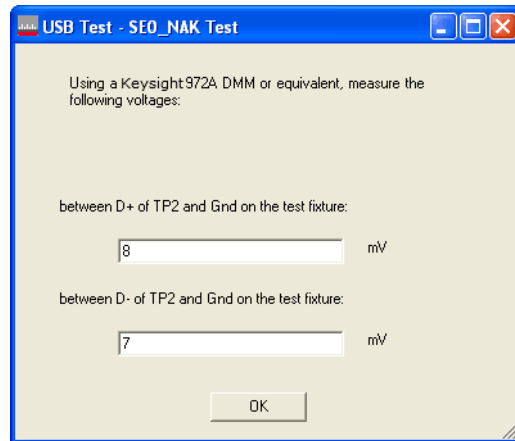 USB Test - SE0_NAK Test
Using a Keysight 972A DMM or equivalent, measure the
following voltages:
between D+ of TP2 and Gnd on the test fixture:
8 mV
between D- of TP2 and Gnd on the test fixture:
7 mV
OK